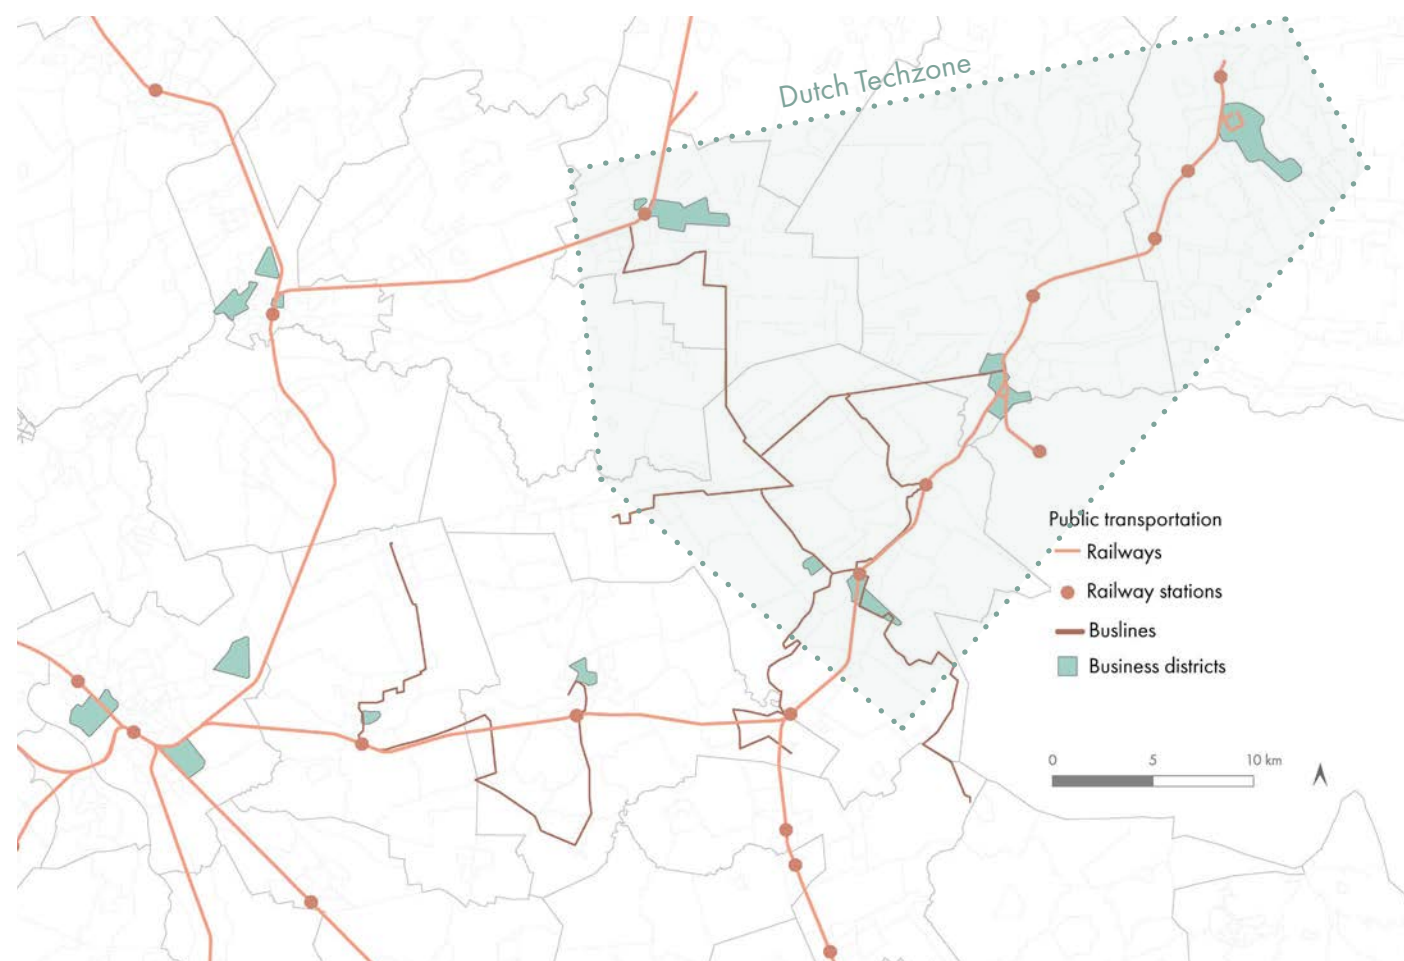 Dutch Techzone
Public transportation
Railways
Railway stations
Buslines
Business districts
0 5 10 km